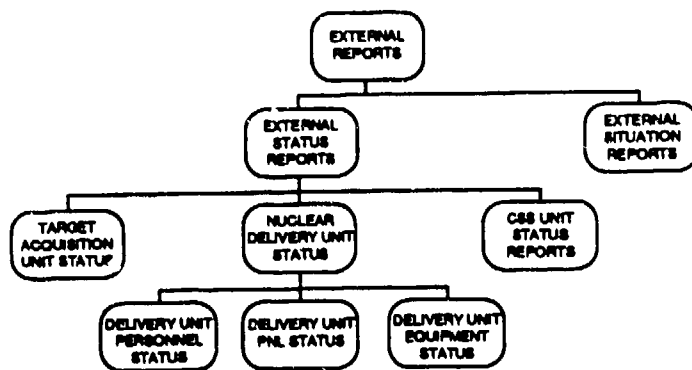 EXTERNAL
REPORTS
EXTERNAL
STATUS
REPORTS
EXTERNAL
SITUATION
REPORTS
TARGET
ACQUISITION
UNIT STATUS
NUCLEAR
DELIVERY UNIT
STATUS
CSS UNIT
STATUS
REPORTS
DELIVERY UNIT
PERSONNEL
STATUS
DELIVERY UNIT
PNL STATUS
DELIVERY UNIT
EQUIPMENT
STATUS